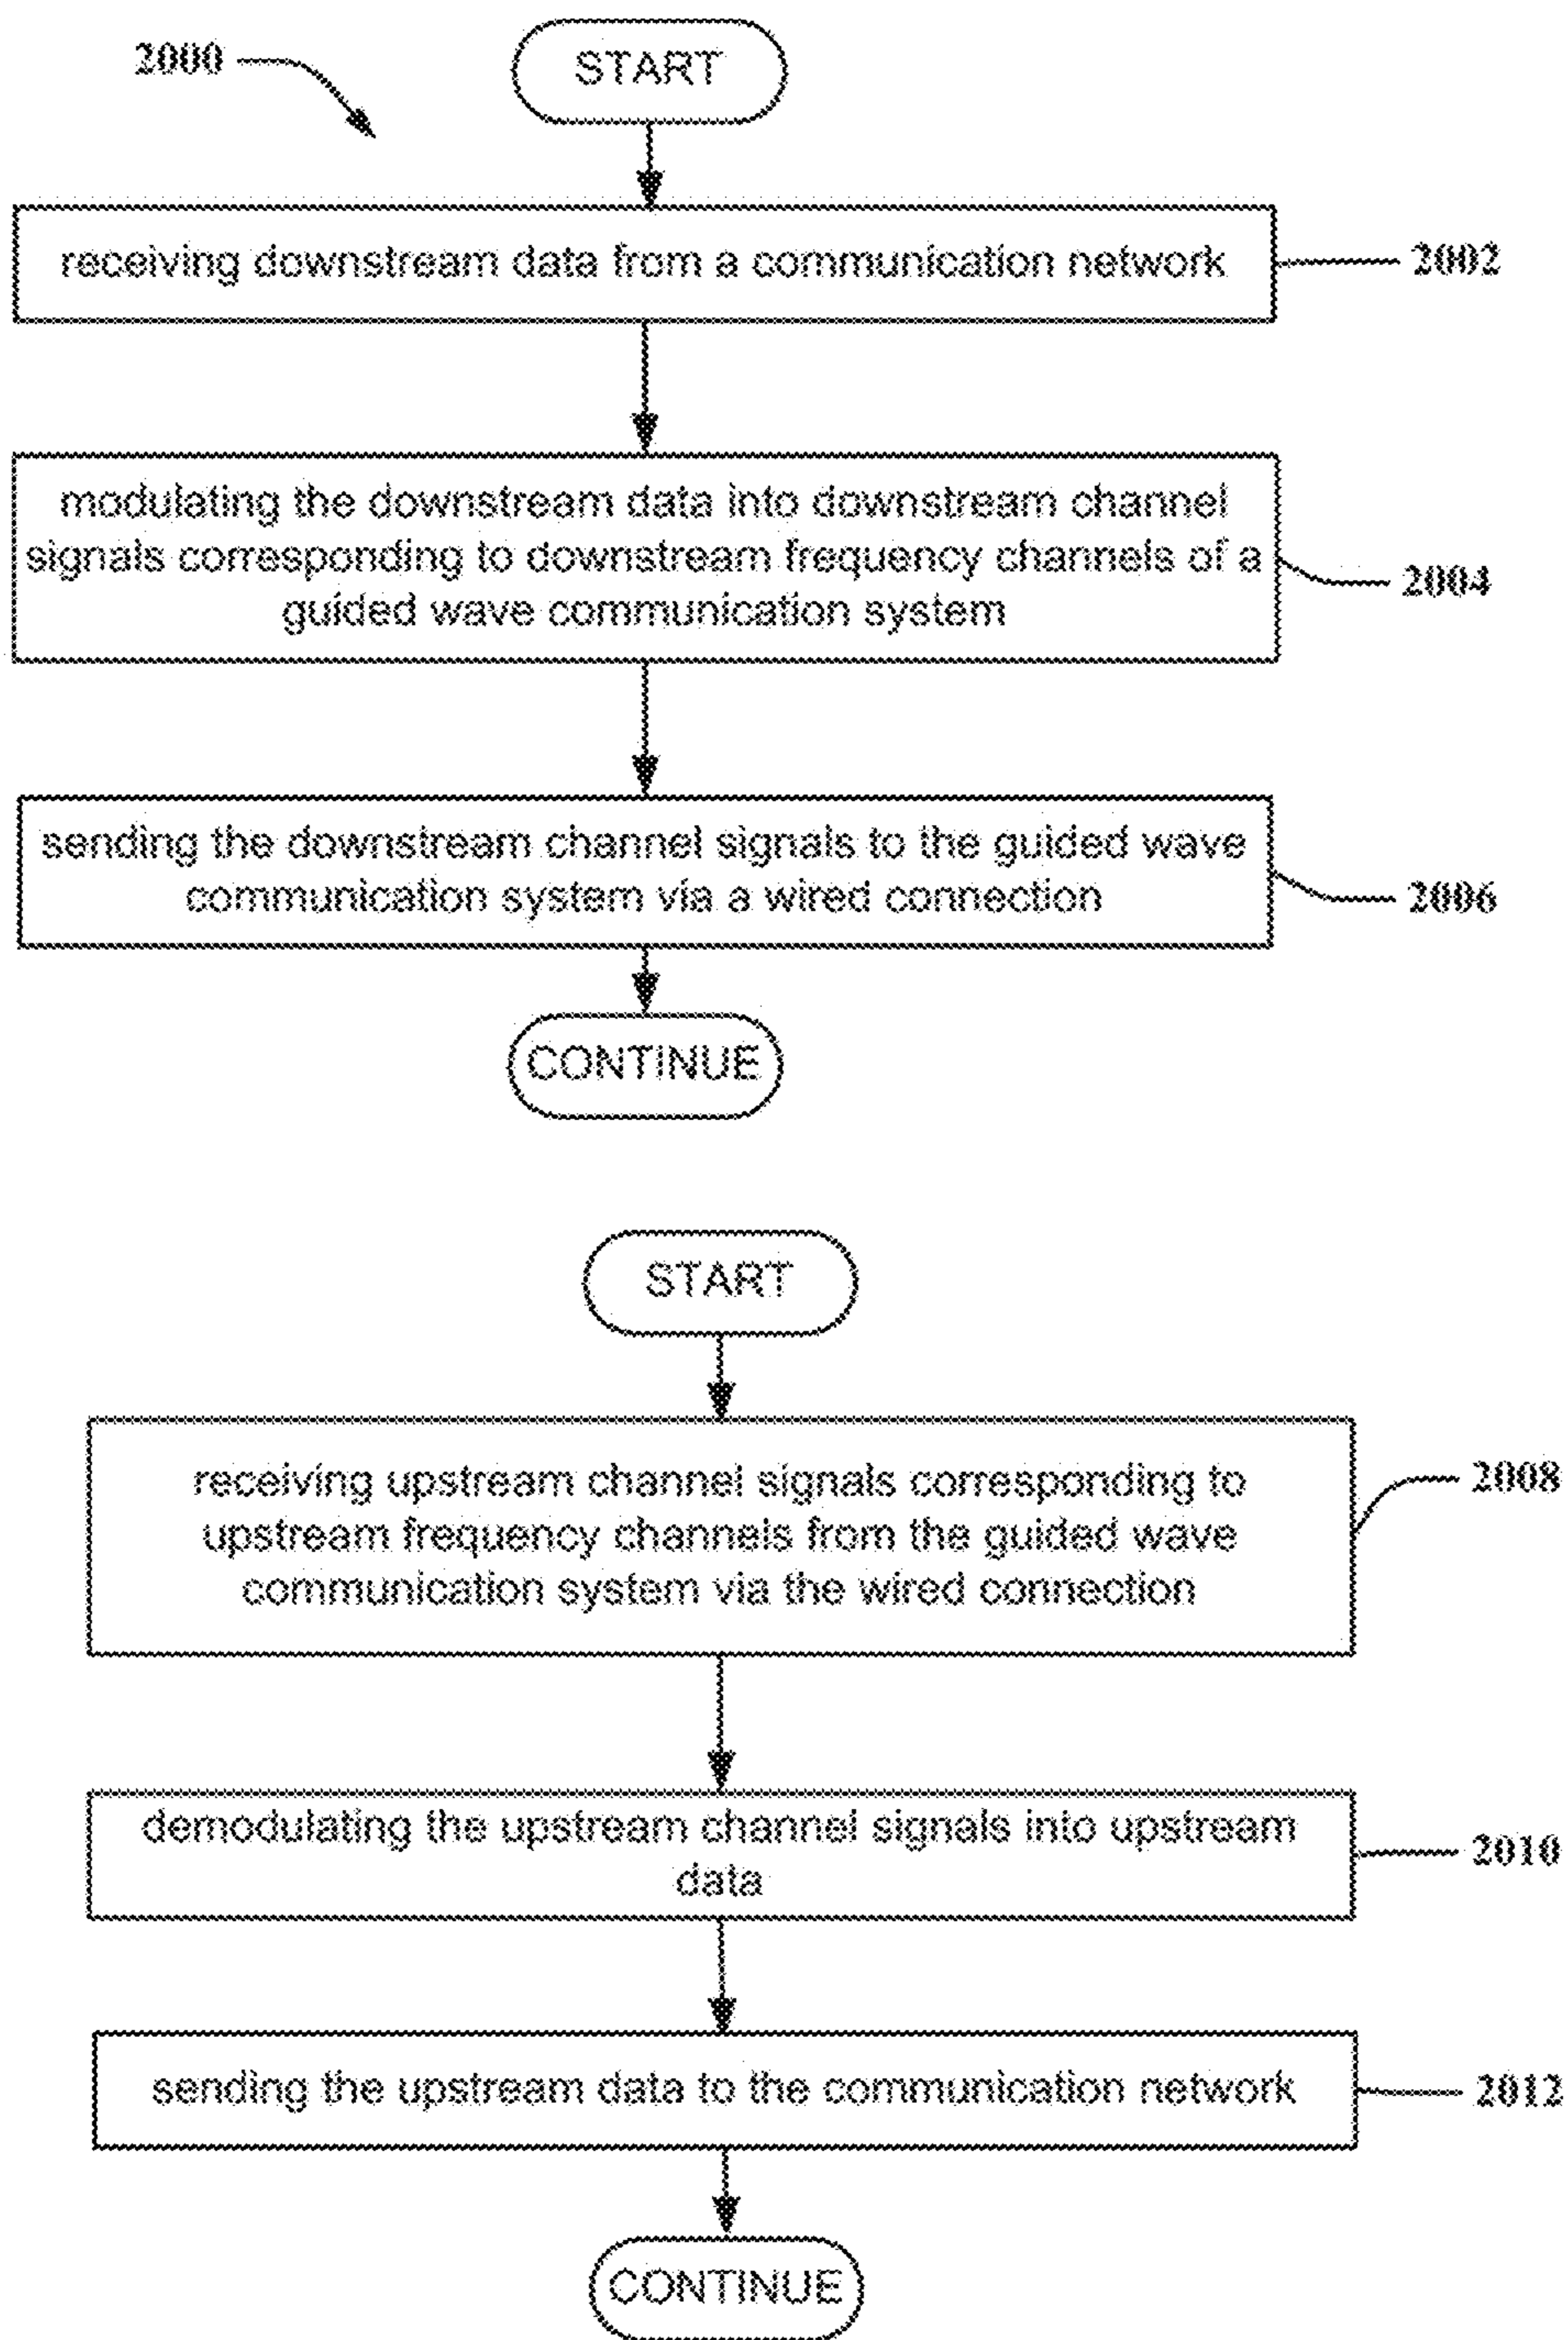 2000
START
receiving downstream data from a communication network
2002
modulating the downstream data into downstream channel
signals corresponding to downstream frequency channels of a
guided wave communication system
2004
sending the downstream channel signals to the guided wave
communication system via a wired connection
2006
CONTINUE
START
receiving upstream channel signals corresponding to
upstream frequency channels from the guided wave
communication system via the wired connection
2008
demodulating the upstream channel signals into upstream
data
2010
sending the upstream data to the communication network
2012
CONTINUE